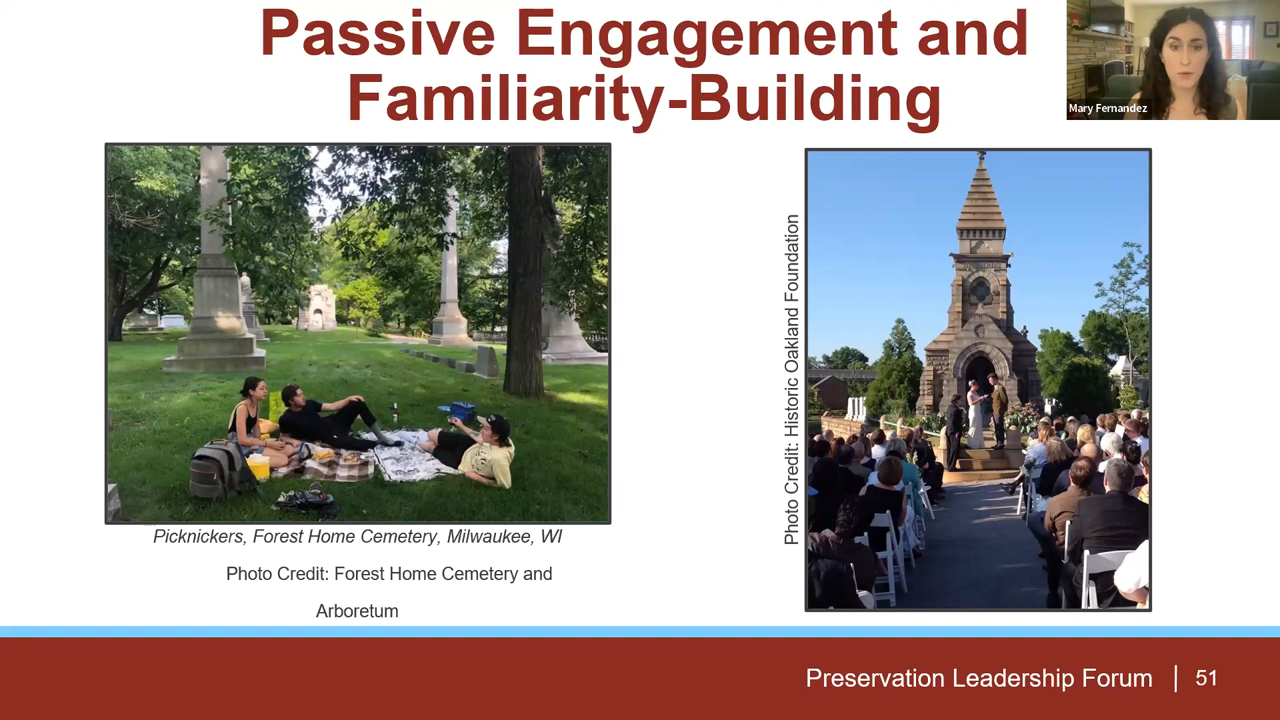 Passive Engagement and
Familiarity-Building
Mary Fernandez
Photo Credit: Historic Oakland Foundation
Picknickers, Forest Home Cemetery, Milwaukee, WI
Photo Credit: Forest Home Cemetery and
Arboretum
Preservation Leadership Forum | 51